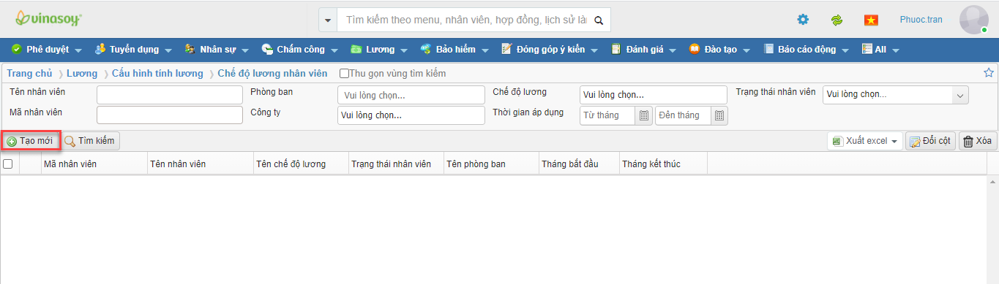 vinasoy
Tìm kiếm theo menu, nhân viên, hợp đồng, lịch sử làn
Phuoc.tran
Phê duyệt Tuyển dụng Nhân sự Chấm công Lương Bảo hiểm Đóng góp ý kiến Đánh giá Đào tạo Báo cáo động All
Trang chủ Lương Cấu hình tính lương Chế độ lương nhân viên Thu gọn vùng tìm kiếm
Tên nhân viên Phòng ban Vui lòng chọn... Chế độ lương Vui lòng chọn... Trạng thái nhân viên Vui lòng chọn...
Mã nhân viên Công ty Vui lòng chọn... Thời gian áp dụng Từ tháng Đến tháng
Tạo mới Tìm kiếm Xuất excel Đổi cột Xóa
Mã nhân viên Tên nhân viên Tên chế độ lương Trạng thái nhân viên Tên phòng ban Tháng bắt đầu Tháng kết thúc